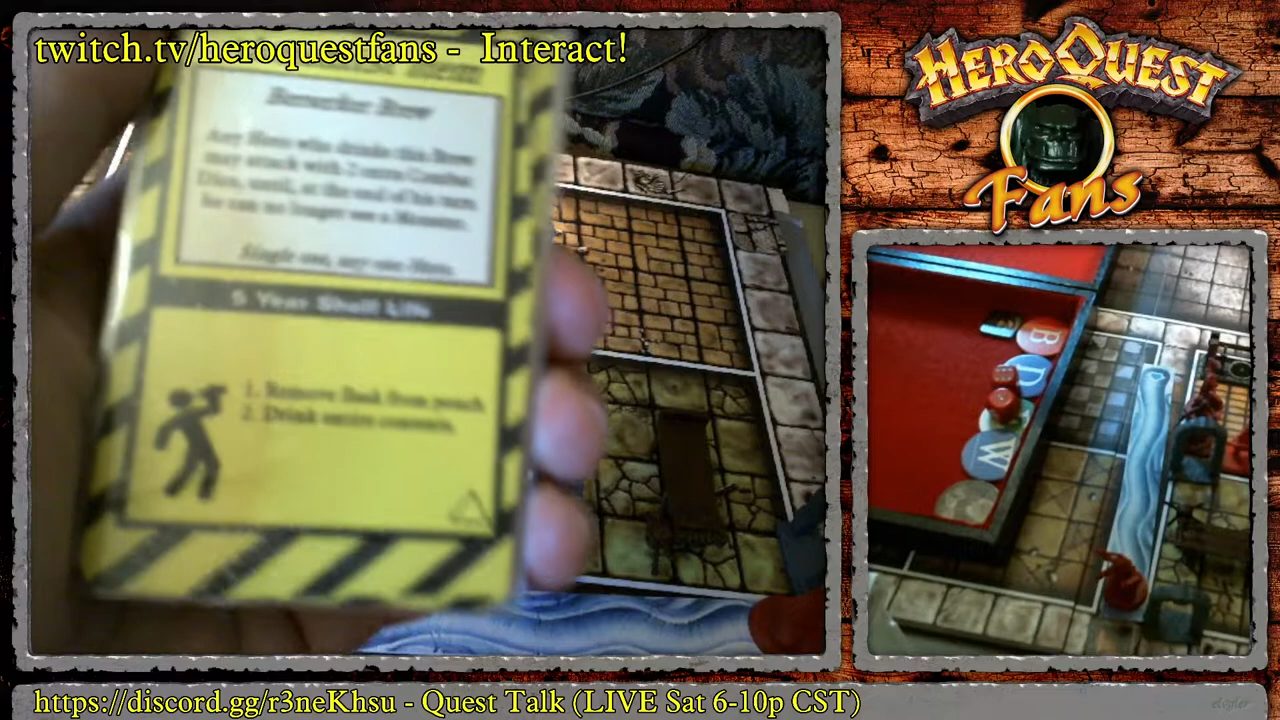 twitch.tv/heroquestfans - Interact!
HEROQUEST
Fans
Any Hero who drinks this Brew
may attack with 2 extra Combat
Dice, until, at the end of his turn
he can no longer see a Monster.
Single use, any one Hero.
5 Year Shelf Life
1. Remove flask from pouch
2. Drink entire contents.
B
D
W
https://discord.gg/r3neKhsu - Quest Talk (LIVE Sat 6-10p CST)